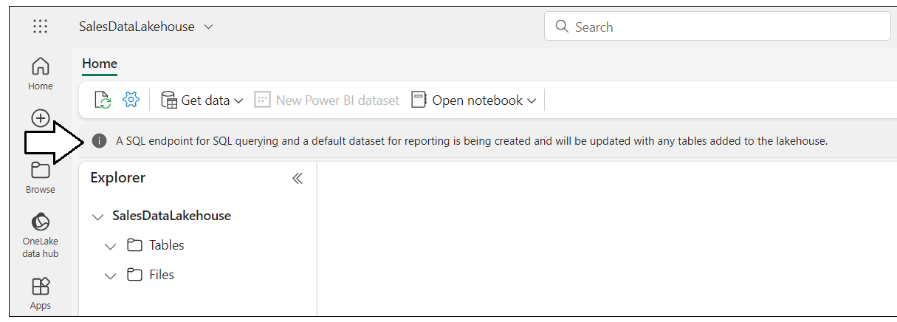 SalesDataLakehouse
Search
Home
Home
Get data
New Power BI dataset
Open notebook
A SQL endpoint for SQL querying and a default dataset for reporting is being created and will be updated with any tables added to the lakehouse.
Browse
Explorer
SalesDataLakehouse
Tables
Files
OneLake
data hub
Apps